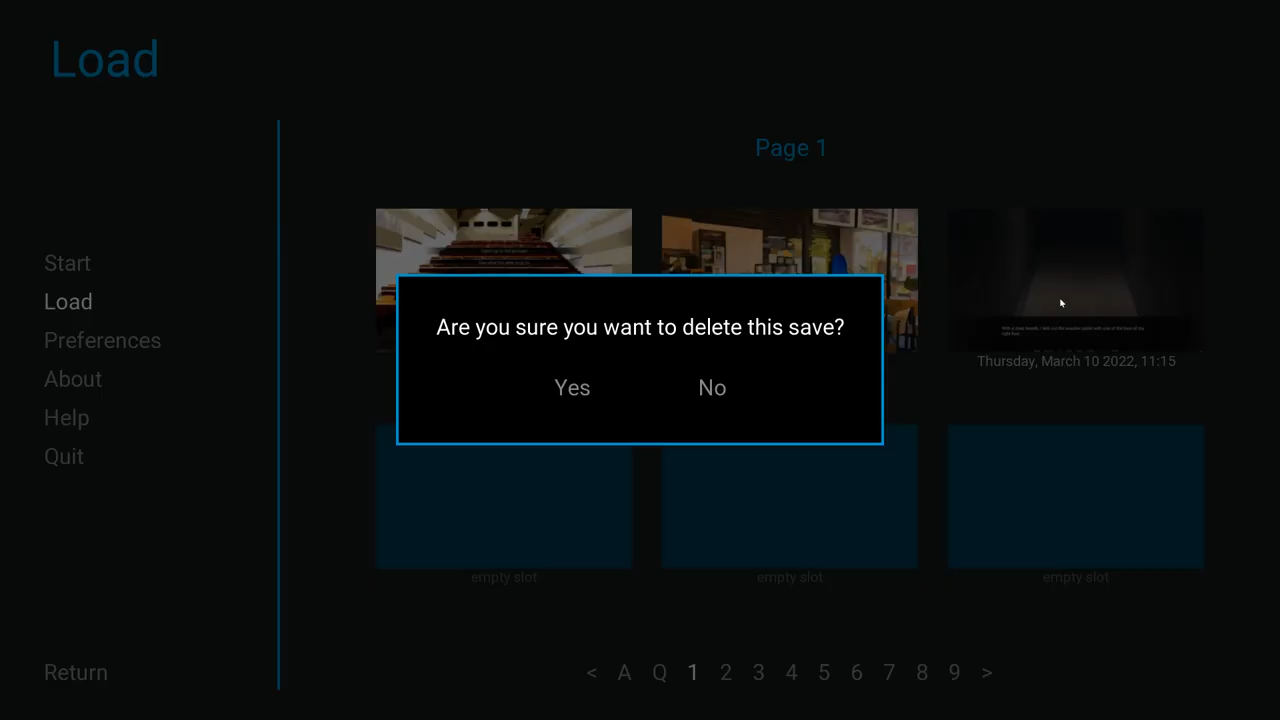 Load
Page 1
Start
Load
Preferences
About
Help
Quit
Are you sure you want to delete this save?
Yes
No
Thursday, March 10 2022, 11:15
empty slot
empty slot
empty slot
Return
< A Q 1 2 3 4 5 6 7 8 9 >